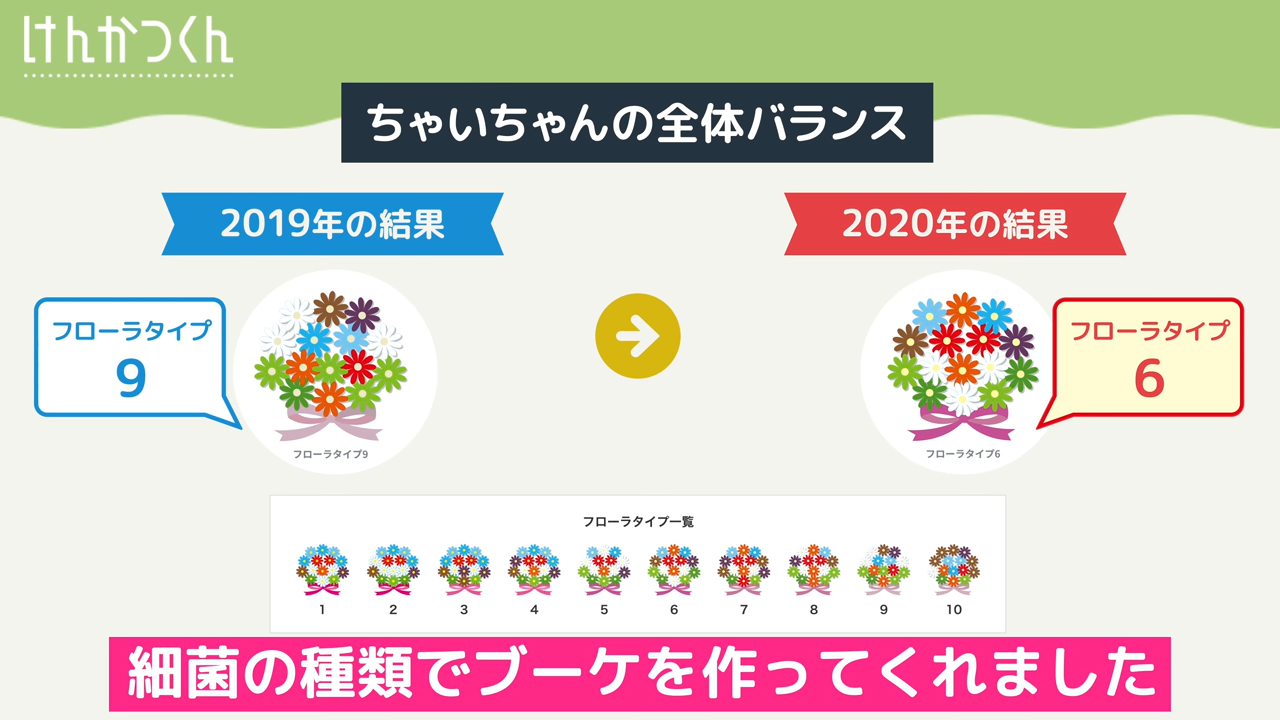 けんかつくん
ちゃいちゃんの全体バランス
2019年の結果
2020年の結果
フローラタイプ
9
フローラタイプ
6
フローラタイプ9
フローラタイプ6
フローラタイプ一覧
1 2 3 4 5 6 7 8 9 10
細菌の種類でブーケを作ってくれました